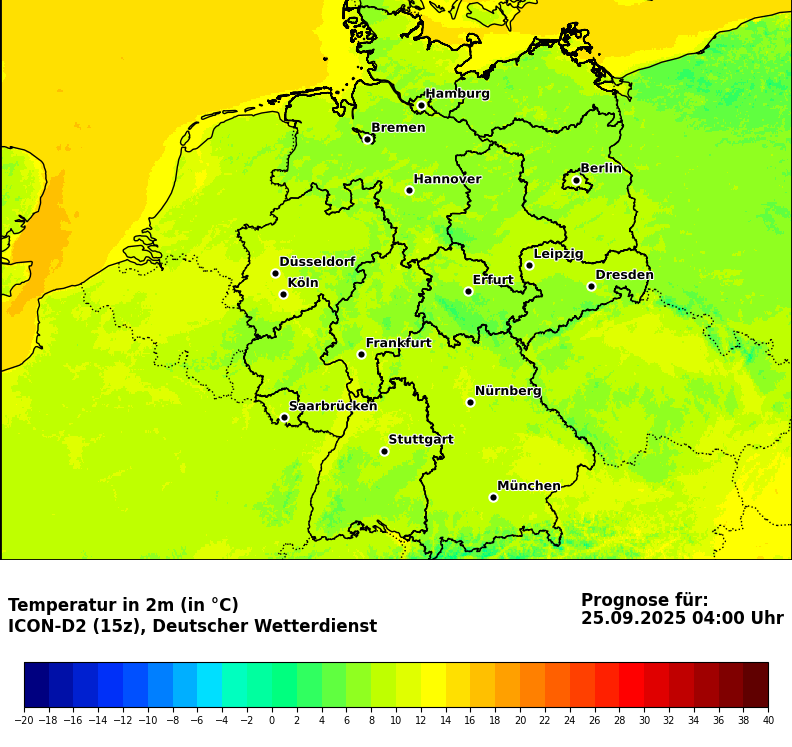 Hamburg
Bremen
Berlin
Hannover
Leipzig
Düsseldorf
Dresden
Köln
Erfurt
Frankfurt
Nürnberg
Saarbrücken
Stuttgart
München
Temperatur in 2m (in °C)
ICON-D2 (15z), Deutscher Wetterdienst
Prognose für:
25.09.2025 04:00 Uhr
−20 −18 −16 −14 −12 −10 −8 −6 −4 −2 0 2 4 6 8 10 12 14 16 18 20 22 24 26 28 30 32 34 36 38 40